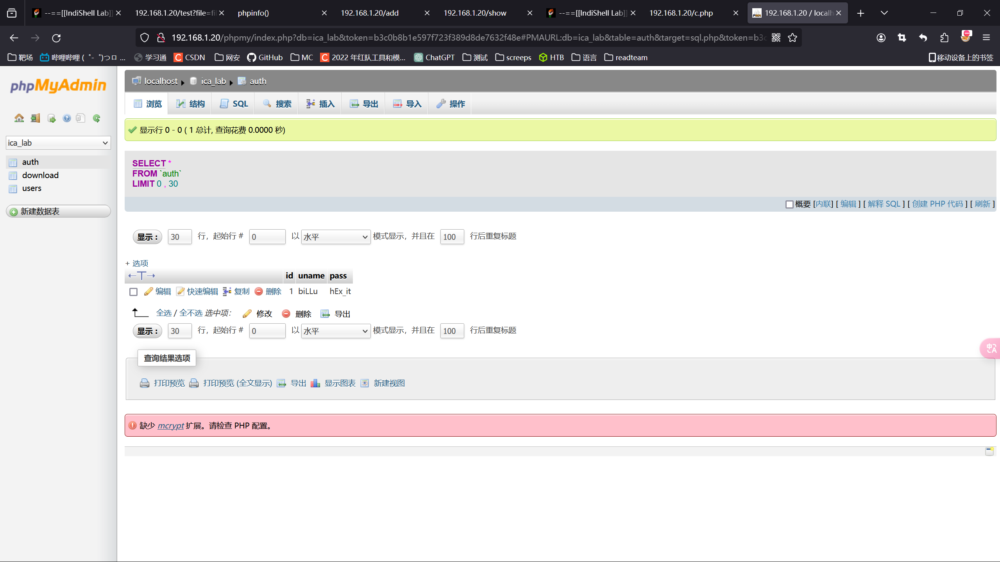 --==[[IndiShell Lab]]
192.168.1.20/test?file=fil
phpinfo()
192.168.1.20/add
192.168.1.20/show
--==[[IndiShell Lab]]
192.168.1.20/c.php
192.168.1.20 / localh
192.168.1.20/phpmy/index.php?db=ica_lab&token=b3c0b8b1e597f723f389d8de7632f48e#PMAURL:db=ica_lab&table=auth&target=sql.php&token=b3c
靶场
哔哩哔哩 ( ゜- ゜)つロ ...
学习通
CSDN
网安
GitHub
MC
2022 年红队工具和模...
ChatGPT
测试
screeps
HTB
语言
readteam
移动设备上的书签
phpMyAdmin
ica_lab
auth
download
users
新建数据表
localhost ▸ ica_lab ▸ auth
浏览 结构 SQL 搜索 插入 导出 导入 操作
显示行 0 - 0 ( 1 总计, 查询花费 0.0000 秒)
SELECT *
FROM `auth`
LIMIT 0 , 30
概要 [内联] [ 编辑 ] [ 解释 SQL ] [ 创建 PHP 代码 ] [ 刷新 ]
显示 : 30 行，起始行 # 0 以 水平 模式显示，并且在 100 行后重复标题
+ 选项
←T→ id uname pass
编辑 快速编辑 复制 删除 1 biLLu hEx_it
全选 / 全不选 选中项: 修改 删除 导出
显示 : 30 行，起始行 # 0 以 水平 模式显示，并且在 100 行后重复标题
查询结果选项
打印预览 打印预览 (全文显示) 导出 显示图表 新建视图
缺少 mcrypt 扩展。请检查 PHP 配置。